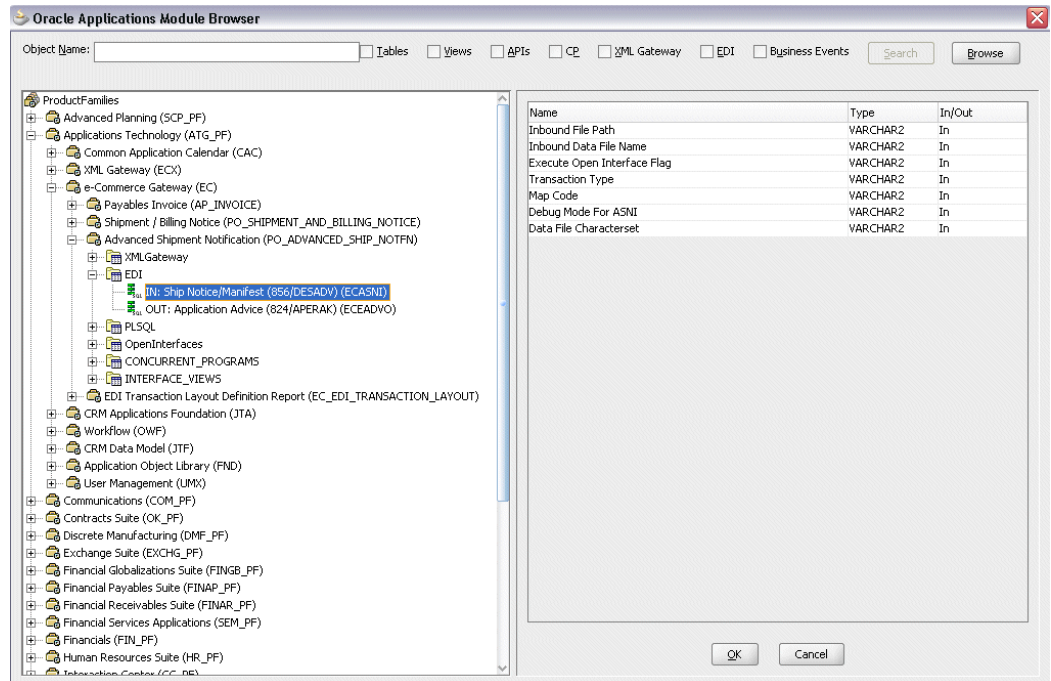 Oracle Applications Module Browser
Object Name: Tables Views APIs CP XML Gateway EDI Business Events Search Browse
ProductFamilies
Advanced Planning (SCP_PF)
Applications Technology (ATG_PF)
Common Application Calendar (CAC)
XML Gateway (ECX)
e-Commerce Gateway (EC)
Payables Invoice (AP_INVOICE)
Shipment / Billing Notice (PO_SHIPMENT_AND_BILLING_NOTICE)
Advanced Shipment Notification (PO_ADVANCED_SHIP_NOTFN)
XMLGateway
EDI
IN: Ship Notice/Manifest (856/DESADV) (ECASNI)
OUT: Application Advice (824/APERAK) (ECEADVO)
PLSQL
OpenInterfaces
CONCURRENT_PROGRAMS
INTERFACE_VIEWS
EDI Transaction Layout Definition Report (EC_EDI_TRANSACTION_LAYOUT)
CRM Applications Foundation (JTA)
Workflow (OWF)
CRM Data Model (JTF)
Application Object Library (FND)
User Management (UMX)
Communications (COM_PF)
Contracts Suite (OK_PF)
Discrete Manufacturing (DMF_PF)
Exchange Suite (EXCHG_PF)
Financial Globalizations Suite (FINGB_PF)
Financial Payables Suite (FINAP_PF)
Financial Receivables Suite (FINAR_PF)
Financial Services Applications (SEM_PF)
Financials (FIN_PF)
Human Resources Suite (HR_PF)
Interaction Center (CC_PF)
Name Type In/Out
Inbound File Path VARCHAR2 In
Inbound Data File Name VARCHAR2 In
Execute Open Interface Flag VARCHAR2 In
Transaction Type VARCHAR2 In
Map Code VARCHAR2 In
Debug Mode For ASNI VARCHAR2 In
Data File Characterset VARCHAR2 In
OK Cancel